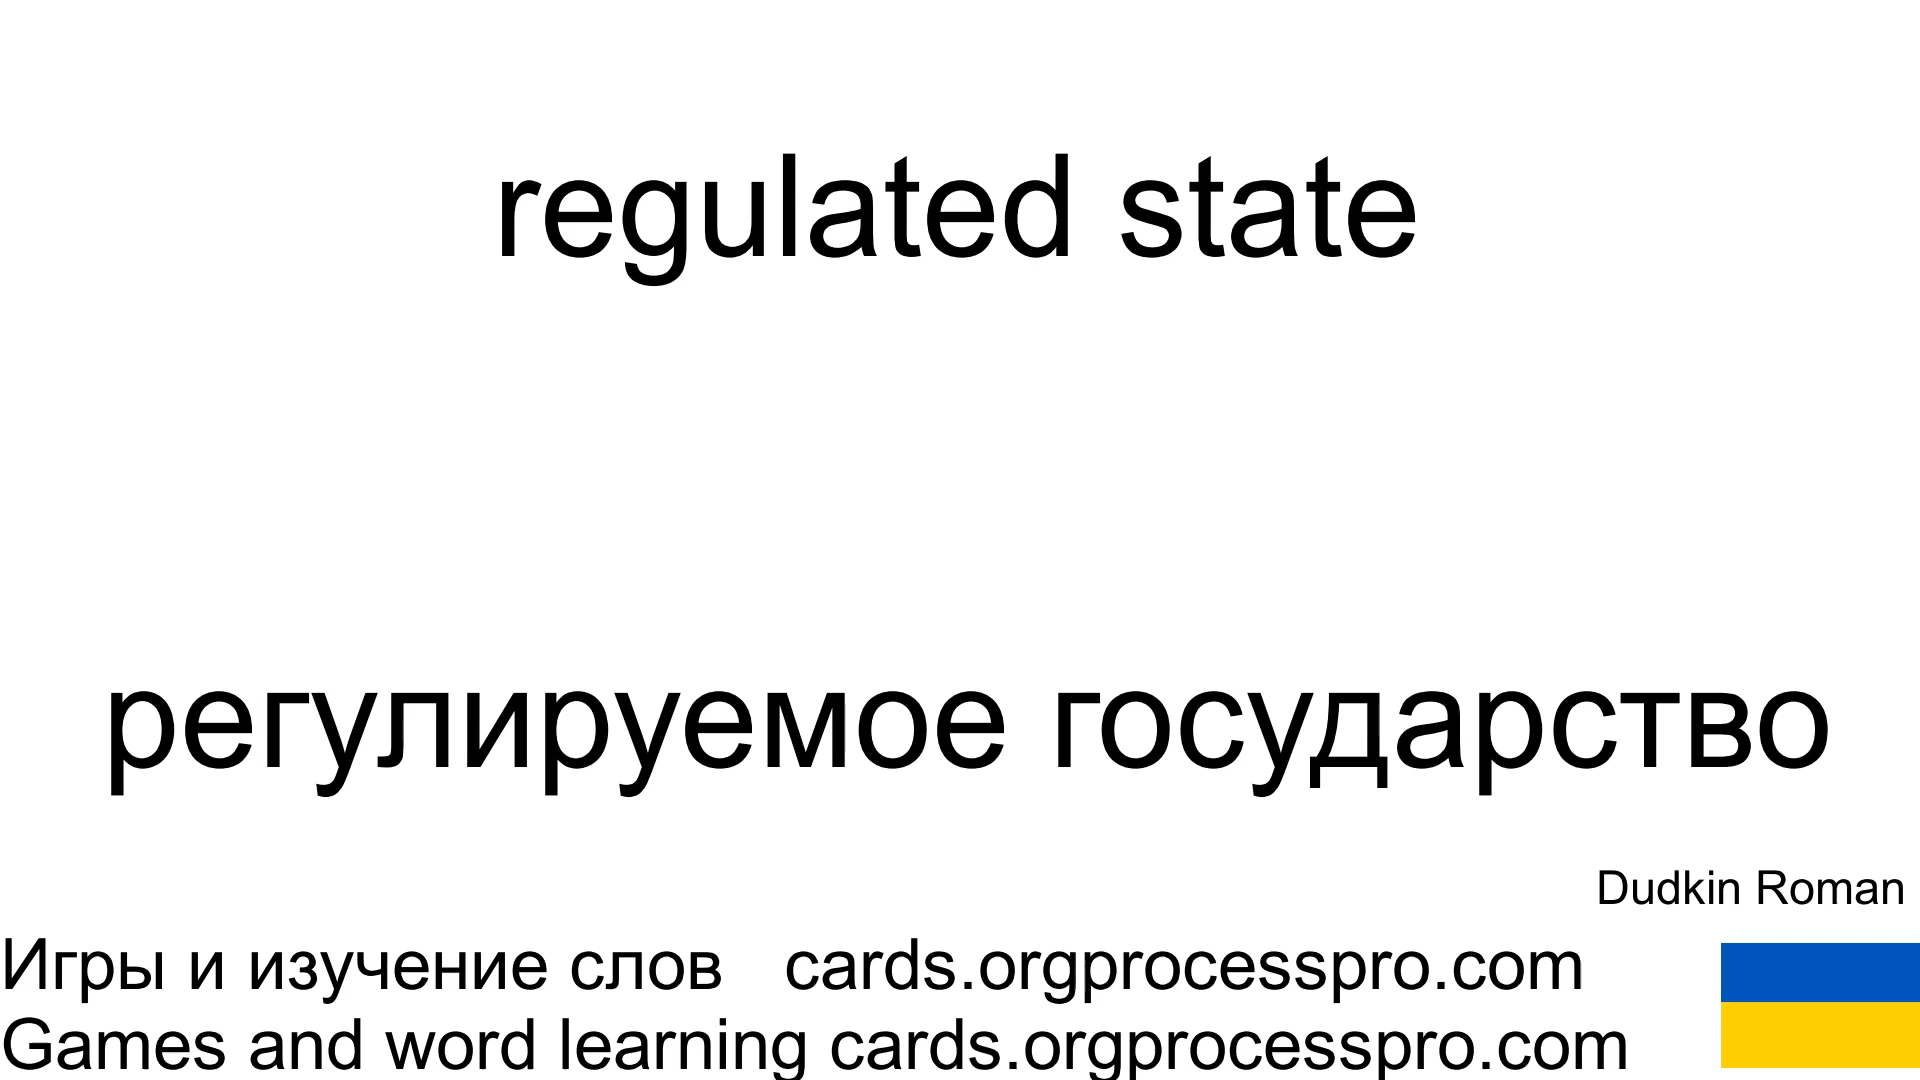 regulated state
регулируемое государство
Dudkin Roman
Игры и изучение слов cards.orgprocesspro.com
Games and word learning cards.orgprocesspro.com